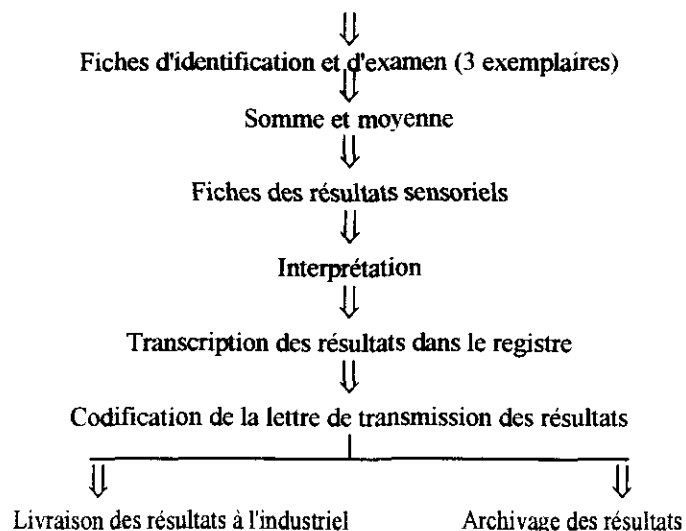 Fiches d'identification et d'examen (3 exemplaires)
Somme et moyenne
Fiches des résultats sensoriels
Interprétation
Transcription des résultats dans le registre
Codification de la lettre de transmission des résultats
Livraison des résultats à l'industriel Archivage des résultats